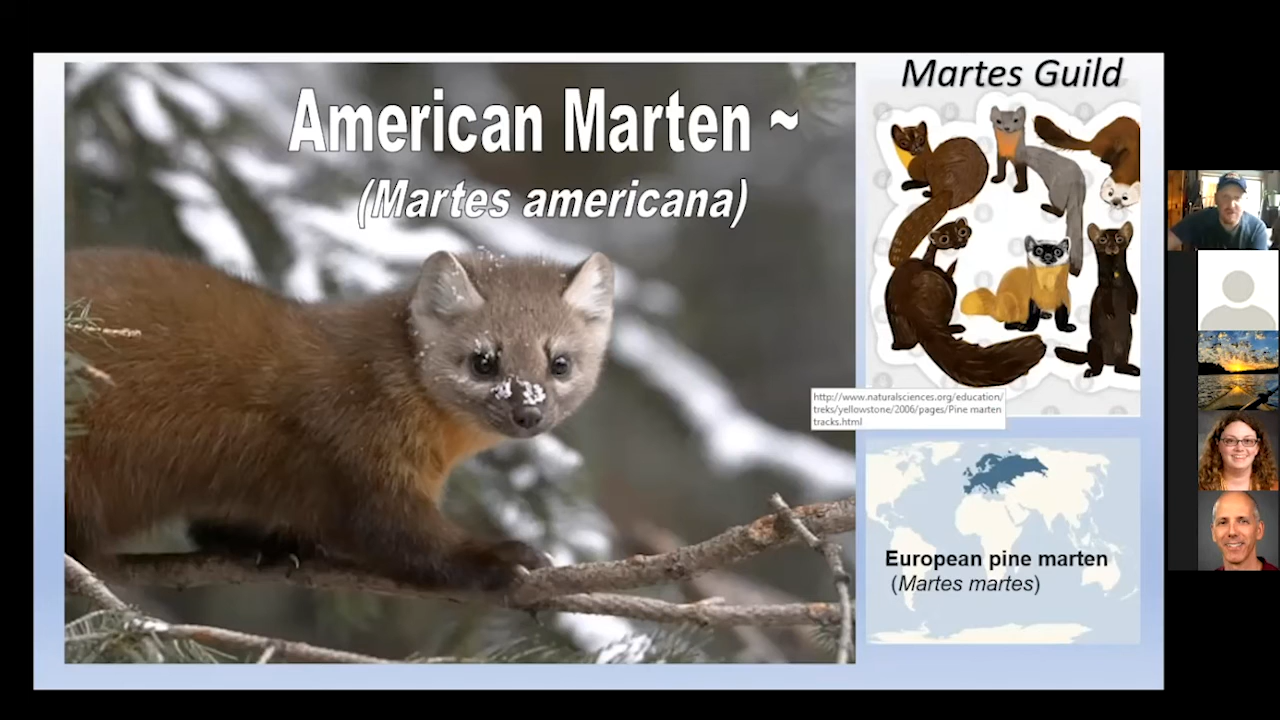 American Marten ~
(Martes americana)
Martes Guild
http://www.naturalsciences.org/education/
treks/yellowstone/2006/pages/Pine marten
tracks.html
European pine marten
(Martes martes)